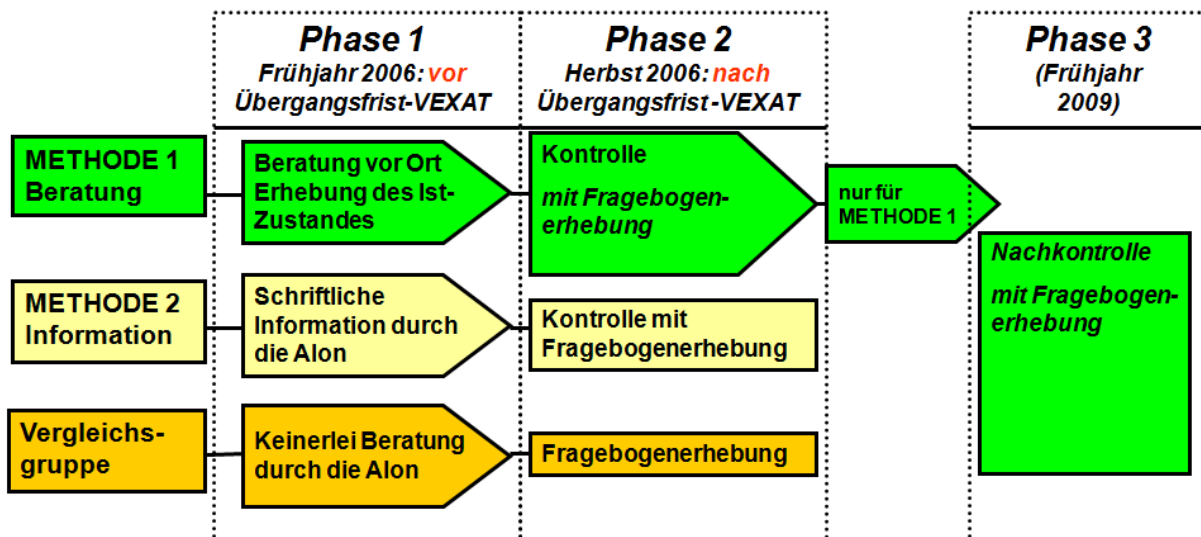 Phase 1
Frühjahr 2006: vor
Übergangsfrist-VEXAT
Phase 2
Herbst 2006: nach
Übergangsfrist -VEXAT
Phase 3
(Frühjahr
2009)
METHODE 1
Beratung
Beratung vor Ort
Erhebung des Ist-
Zustandes
Kontrolle
mit Fragebogen-
erhebung
nur für
METHODE 1
Nachkontrolle
mit Fragebogen-
erhebung
METHODE 2
Information
Schriftliche
Information durch
die Alon
Kontrolle mit
Fragebogenerhebung
Vergleichs-
gruppe
Keinerlei Beratung
durch die Alon
Fragebogenerhebung